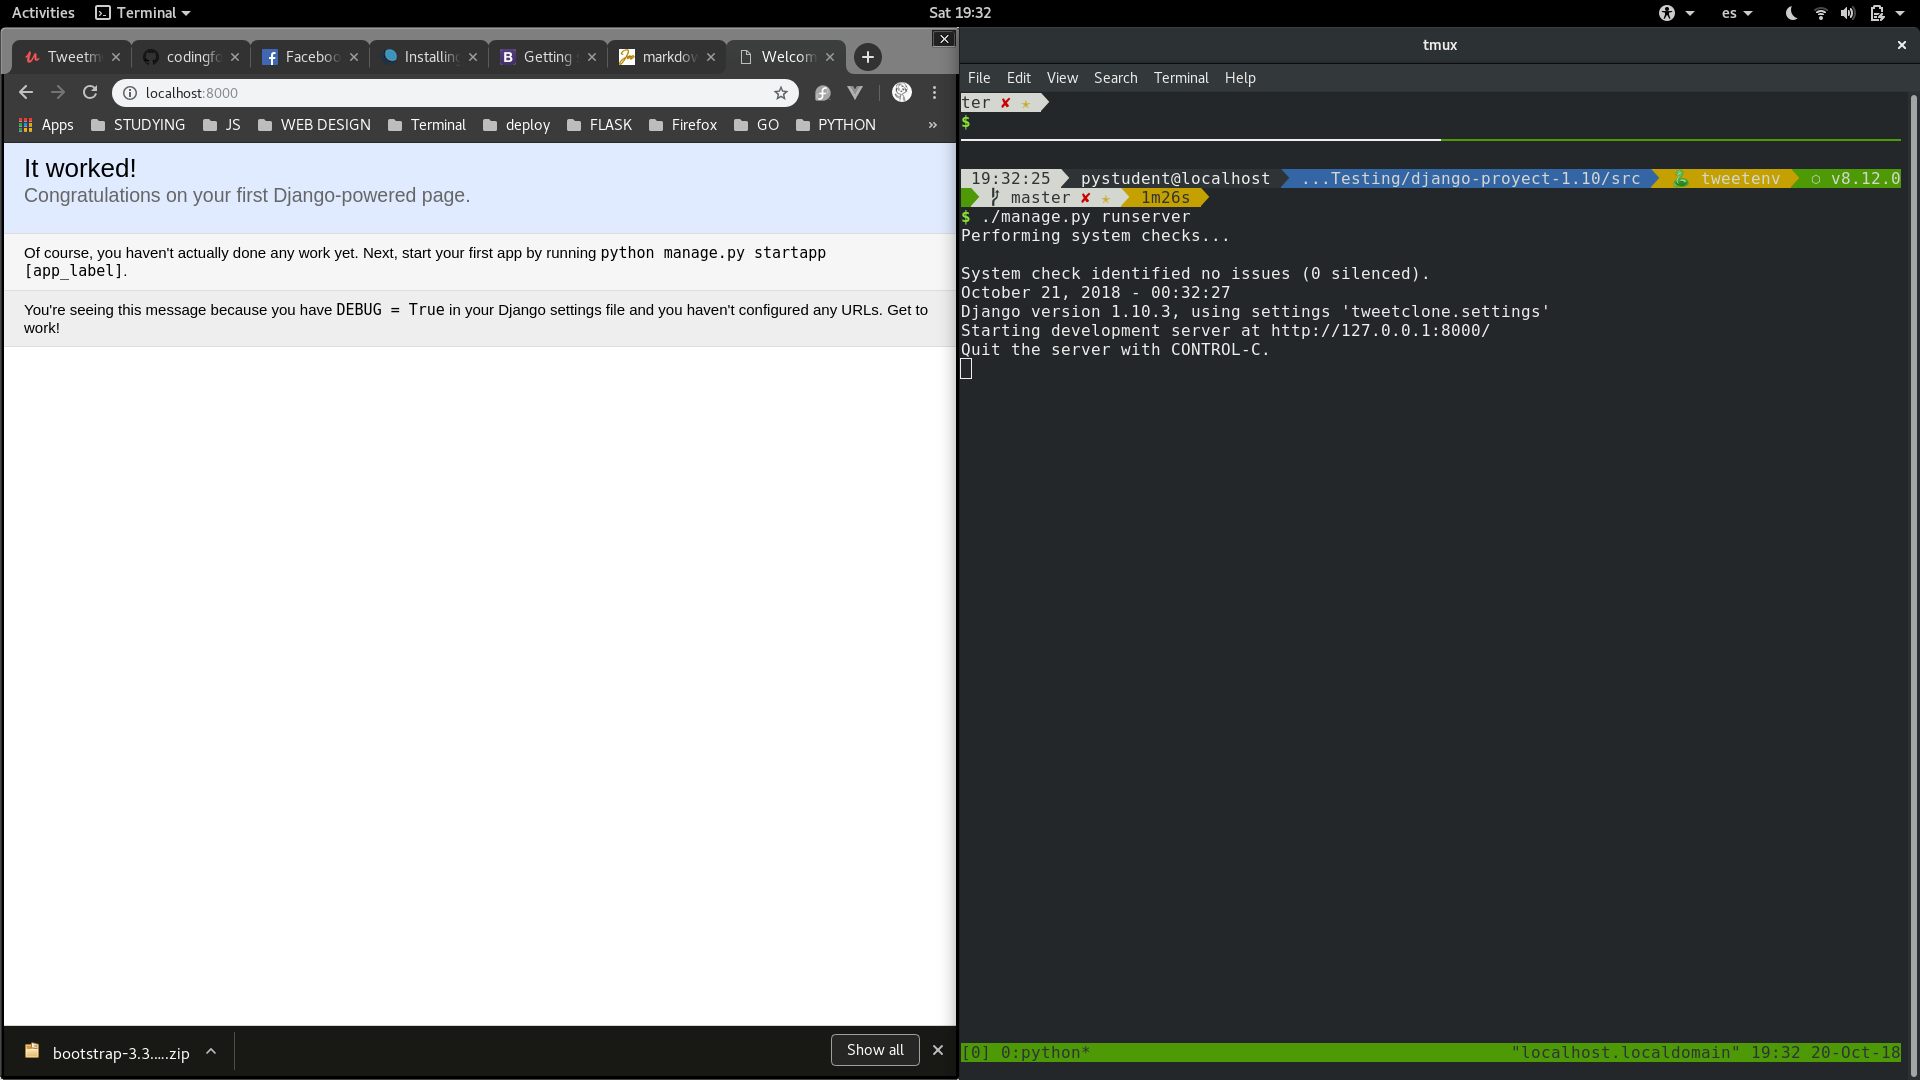 Activities Terminal Sat 19:32 es
Tweetm codingfo Faceboo Installing Getting markdow Welcom
localhost:8000
Apps STUDYING JS WEB DESIGN Terminal deploy FLASK Firefox GO PYTHON »
It worked!
Congratulations on your first Django-powered page.
Of course, you haven't actually done any work yet. Next, start your first app by running python manage.py startapp
[app_label].
You're seeing this message because you have DEBUG = True in your Django settings file and you haven't configured any URLs. Get to
work!
bootstrap-3.3.....zip Show all
tmux
File Edit View Search Terminal Help
ter ✘ ★
$
19:32:25 pystudent@localhost ...Testing/django-proyect-1.10/src tweetenv ⬡ v8.12.0
master ✘ ★ 1m26s
$ ./manage.py runserver
Performing system checks...
System check identified no issues (0 silenced).
October 21, 2018 - 00:32:27
Django version 1.10.3, using settings 'tweetclone.settings'
Starting development server at http://127.0.0.1:8000/
Quit the server with CONTROL-C.
[0] 0:python* "localhost.localdomain" 19:32 20-Oct-18